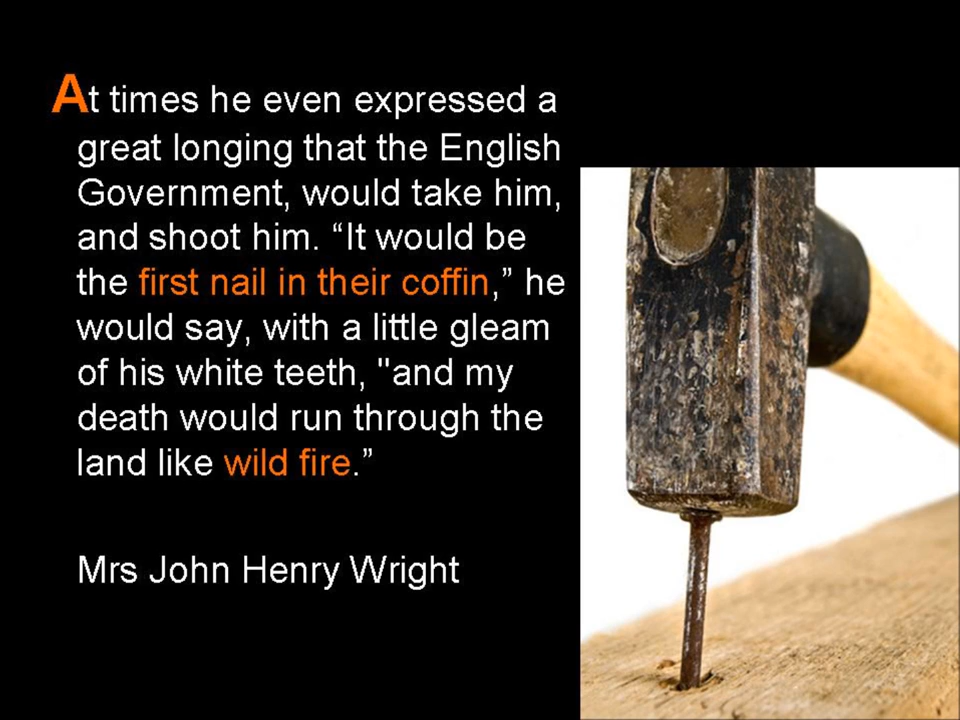 At times he even expressed a
great longing that the English
Government, would take him,
and shoot him. “It would be
the first nail in their coffin,” he
would say, with a little gleam
of his white teeth, "and my
death would run through the
land like wild fire.”
Mrs John Henry Wright